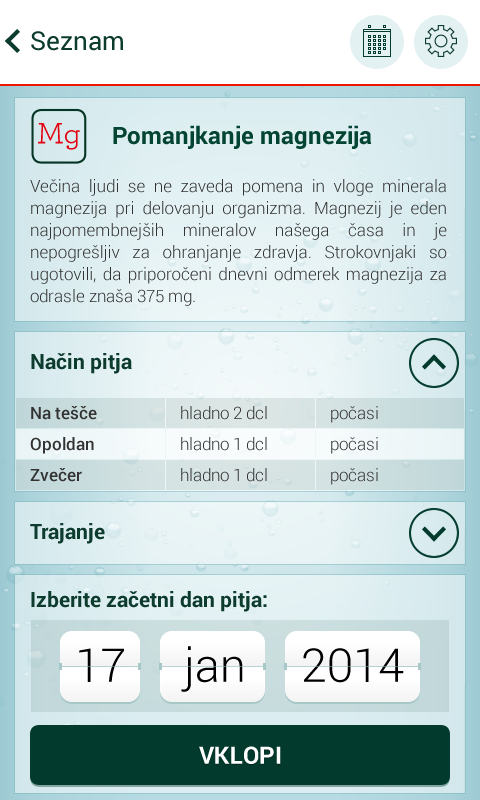 Seznam
Mg
Pomanjkanje magnezija
Večina ljudi se ne zaveda pomena in vloge minerala
magnezija pri delovanju organizma. Magnezij je eden
najpomembnejših mineralov našega časa in je
nepogrešljiv za ohranjanje zdravja. Strokovnjaki so
ugotovili, da priporočeni dnevni odmerek magnezija za
odrasle znaša 375 mg.
Način pitja
Na tešče hladno 2 dcl počasi
Opoldan hladno 1 dcl počasi
Zvečer hladno 1 dcl počasi
Trajanje
Izberite začetni dan pitja:
17 jan 2014
VKLOPI